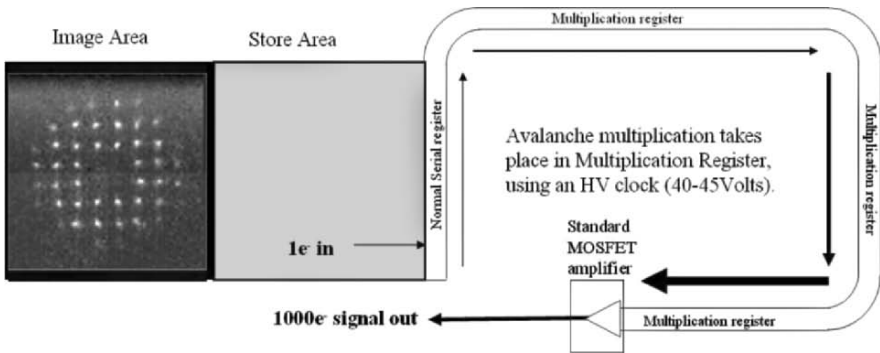 Image Area
Store Area
Multiplication register
Normal Serial register
Avalanche multiplication takes
place in Multiplication Register,
using an HV clock (40-45Volts).
Multiplication
register
Standard
MOSFET
amplifier
1e- in
1000e- signal out
Multiplication register